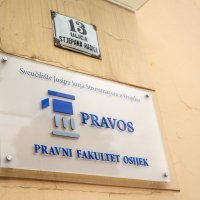 13
ULICA
STJEPANA RADIĆA
Sveučilište Josipa Jurja Strossmayera u Osijeku
PRAVOS
PRAVNI FAKULTET OSIJEK